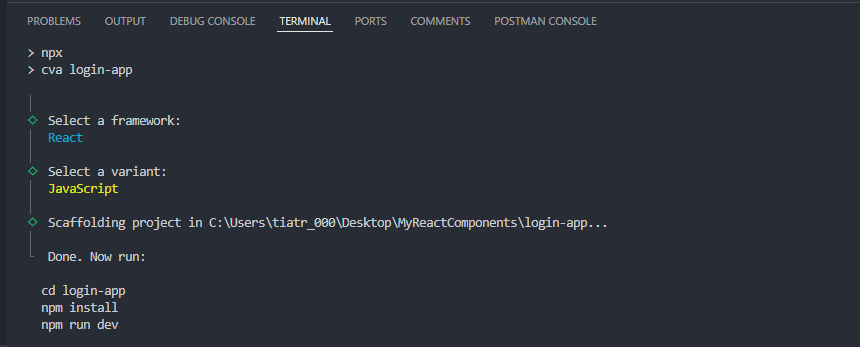 PROBLEMS OUTPUT DEBUG CONSOLE TERMINAL PORTS COMMENTS POSTMAN CONSOLE
> npx
> cva login-app
Select a framework:
React
Select a variant:
JavaScript
Scaffolding project in C:\Users\tiatr_000\Desktop\MyReactComponents\login-app...
Done. Now run:
cd login-app
npm install
npm run dev